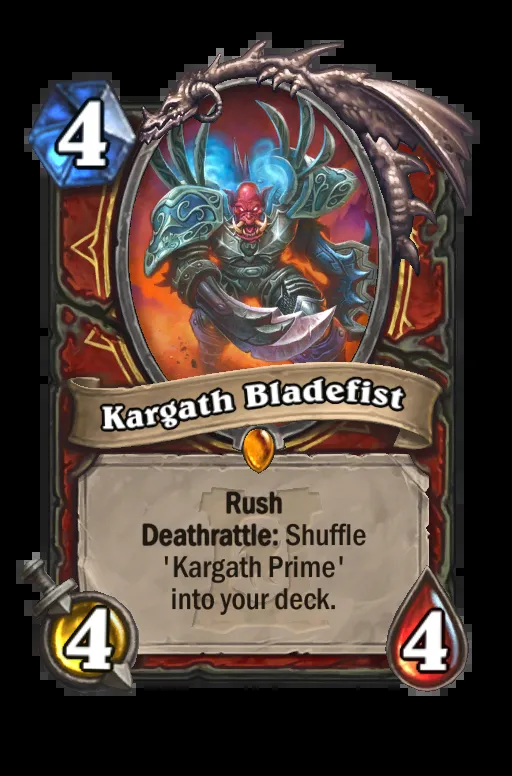 4
Kargath Bladefist
Rush
Deathrattle: Shuffle
'Kargath Prime'
into your deck.
4
4